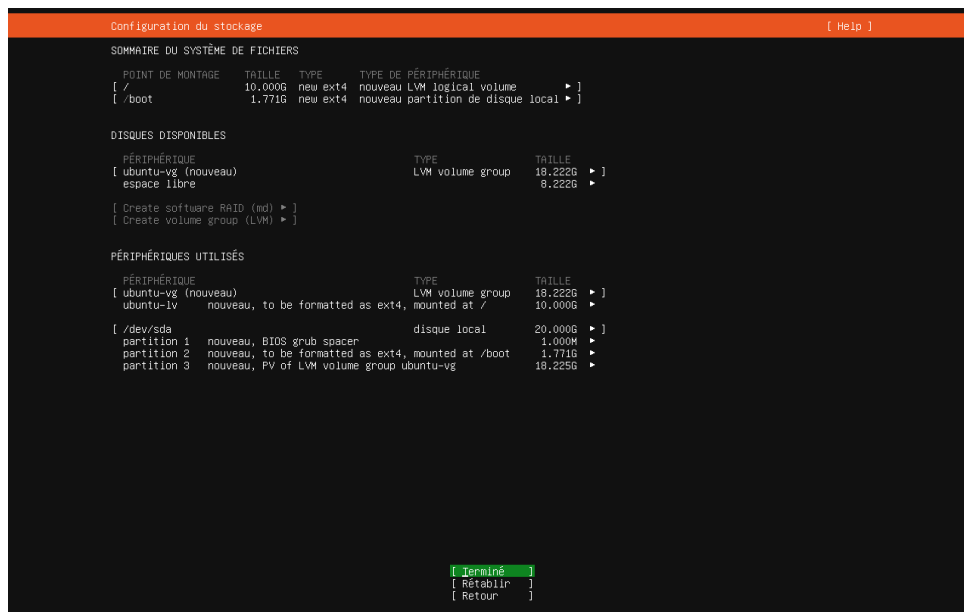 Configuration du stockage [ Help ]
SOMMAIRE DU SYSTÈME DE FICHIERS
POINT DE MONTAGE TAILLE TYPE TYPE DE PÉRIPHÉRIQUE
[ / 10.000G new ext4 nouveau LVM logical volume ▸ ]
[ /boot 1.771G new ext4 nouveau partition de disque local ▸ ]
DISQUES DISPONIBLES
PÉRIPHÉRIQUE TYPE TAILLE
[ ubuntu-vg (nouveau) LVM volume group 18.222G ▸ ]
espace libre 8.222G ▸
[ Create software RAID (md) ▸ ]
[ Create volume group (LVM) ▸ ]
PÉRIPHÉRIQUES UTILISÉS
PÉRIPHÉRIQUE TYPE TAILLE
[ ubuntu-vg (nouveau) LVM volume group 18.222G ▸ ]
ubuntu-lv nouveau, to be formatted as ext4, mounted at / 10.000G ▸
[ /dev/sda disque local 20.000G ▸ ]
partition 1 nouveau, BIOS grub spacer 1.000M ▸
partition 2 nouveau, to be formatted as ext4, mounted at /boot 1.771G ▸
partition 3 nouveau, PV of LVM volume group ubuntu-vg 18.225G ▸
[ Terminé ]
[ Rétablir ]
[ Retour ]